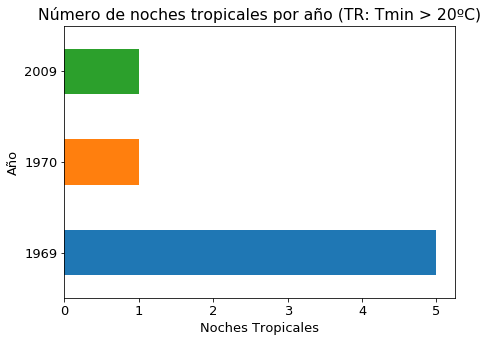 Número de noches tropicales por año (TR: Tmin > 20ºC)
2009
1970
1969
Año
0 1 2 3 4 5
Noches Tropicales